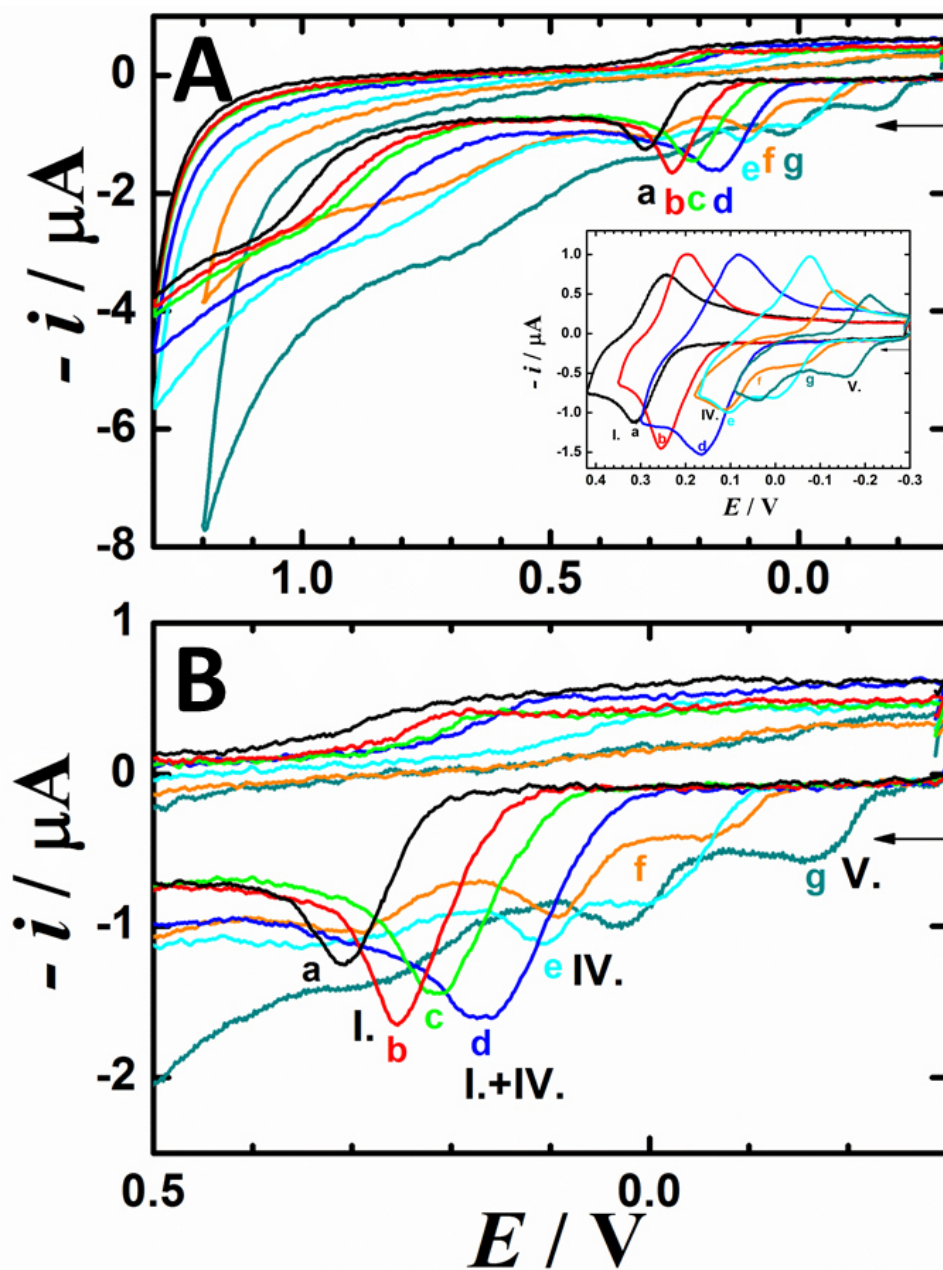 A
0
-2
-4
-6
-8
- i / μA
a
b
c
d
e
f
g
1.0
0.5
0.0
-0.5
-1.0
-1.5
- i / μA
I.
a
b
d
IV.
e
f
g
V.
0.4
0.3
0.2
0.1
0.0
-0.1
-0.2
-0.3
E / V
1.0
0.5
0.0
B
1
0
-1
-2
- i / μA
a
I.
b
c
d
I.+IV.
e
IV.
f
g
V.
0.5
0.0
E / V